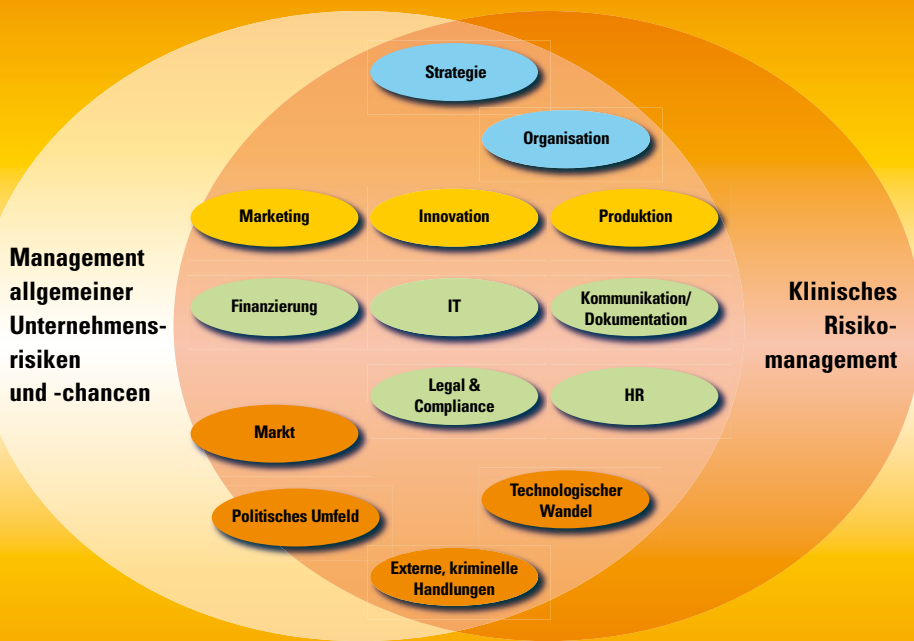 Strategie
Organisation
Marketing
Innovation
Produktion
Management
allgemeiner
Unternehmens-
risiken
und -chancen
Finanzierung
IT
Kommunikation/
Dokumentation
Klinisches
Risiko-
management
Legal &
Compliance
HR
Markt
Politisches Umfeld
Technologischer
Wandel
Externe, kriminelle
Handlungen